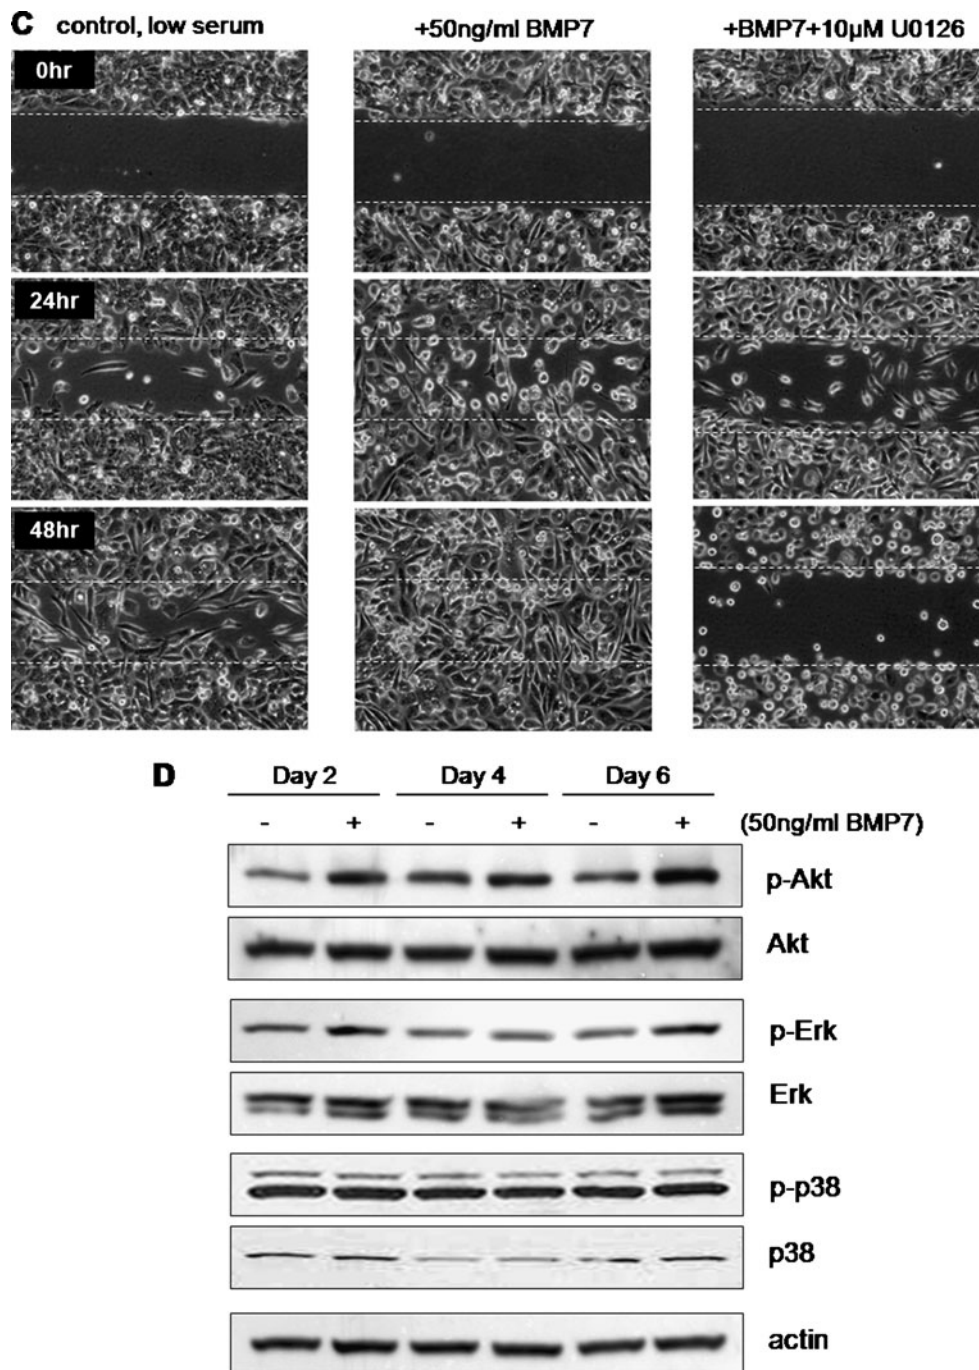 C control, low serum +50ng/ml BMP7 +BMP7+10µM U0126
0hr
24hr
48hr
D Day 2 Day 4 Day 6
- + - + - + (50ng/ml BMP7)
p-Akt
Akt
p-Erk
Erk
p-p38
p38
actin